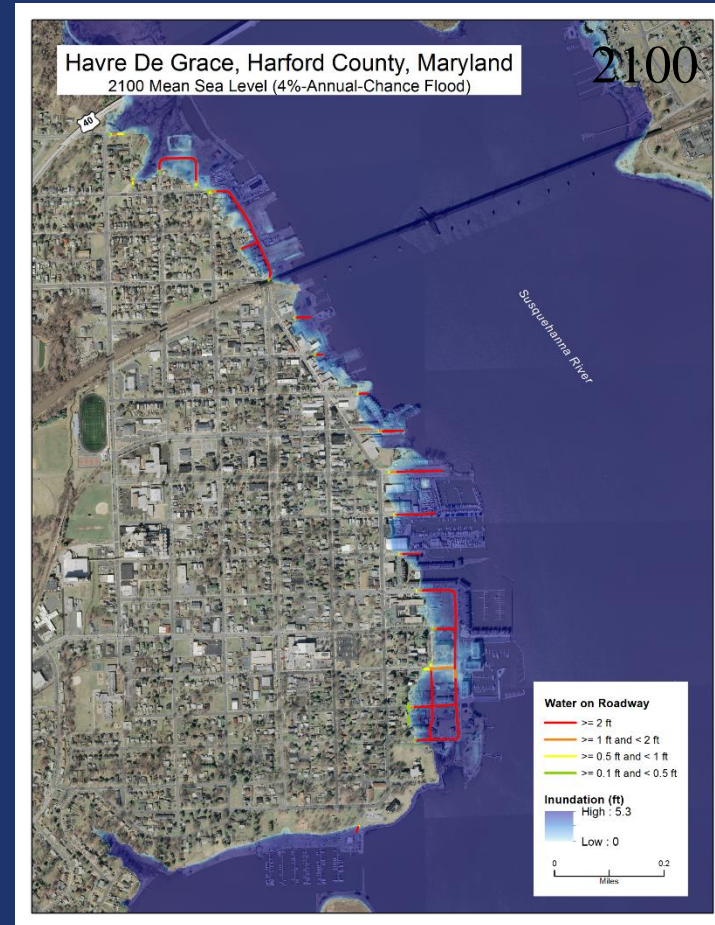 Havre De Grace, Harford County, Maryland
2100 Mean Sea Level (4%-Annual-Chance Flood)
2100
40
Susquehanna River
Water on Roadway
>= 2 ft
>= 1 ft and < 2 ft
>= 0.5 ft and < 1 ft
>= 0.1 ft and < 0.5 ft
Inundation (ft)
High : 5.3
Low : 0
0 0.2
Miles